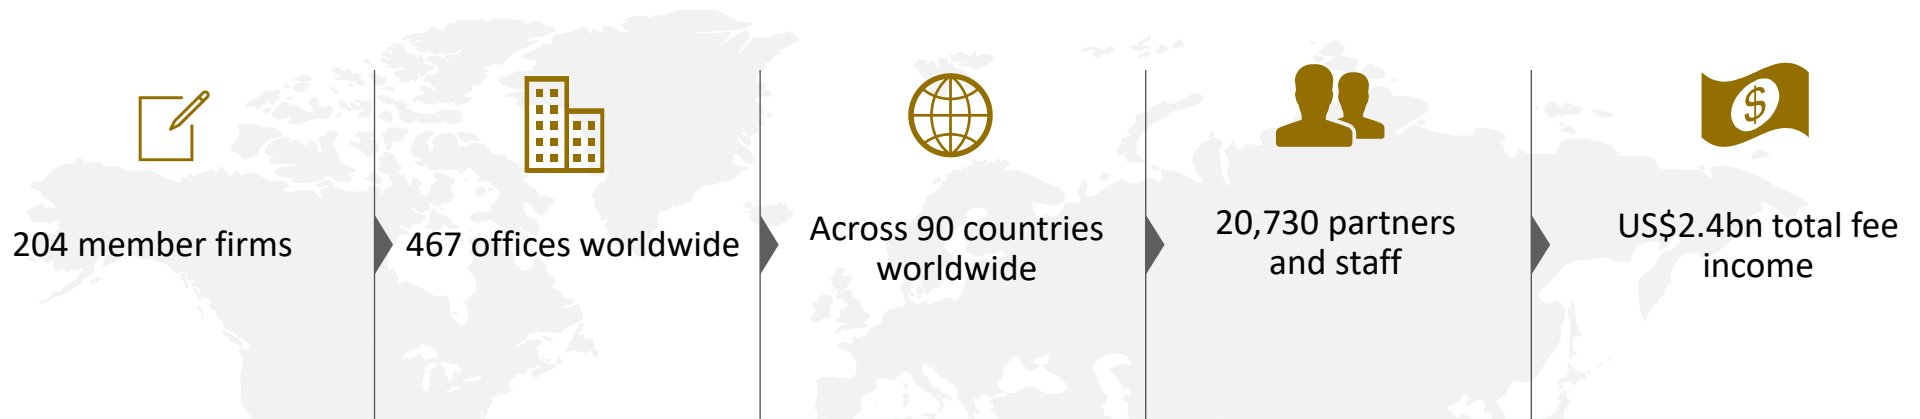 204 member firms
467 offices worldwide
Across 90 countries
worldwide
20,730 partners
and staff
US$2.4bn total fee
income
$